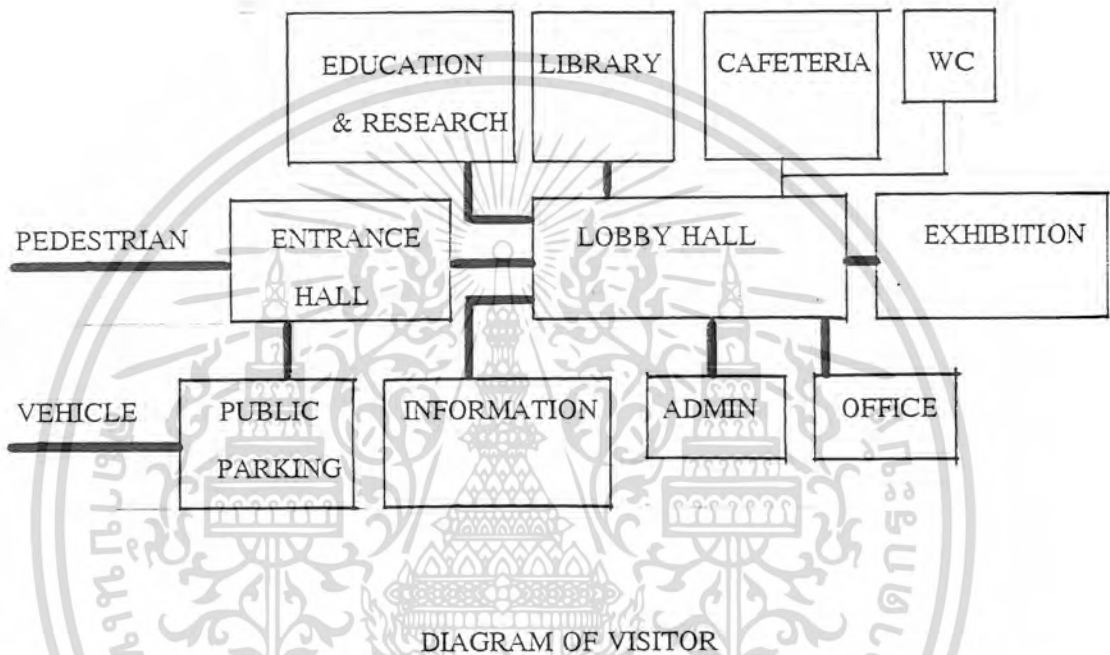 EDUCATION
& RESEARCH
LIBRARY
CAFETERIA
WC
PEDESTRIAN
ENTRANCE
HALL
LOBBY HALL
EXHIBITION
VEHICLE
PUBLIC
PARKING
INFORMATION
ADMIN
OFFICE
DIAGRAM OF VISITOR